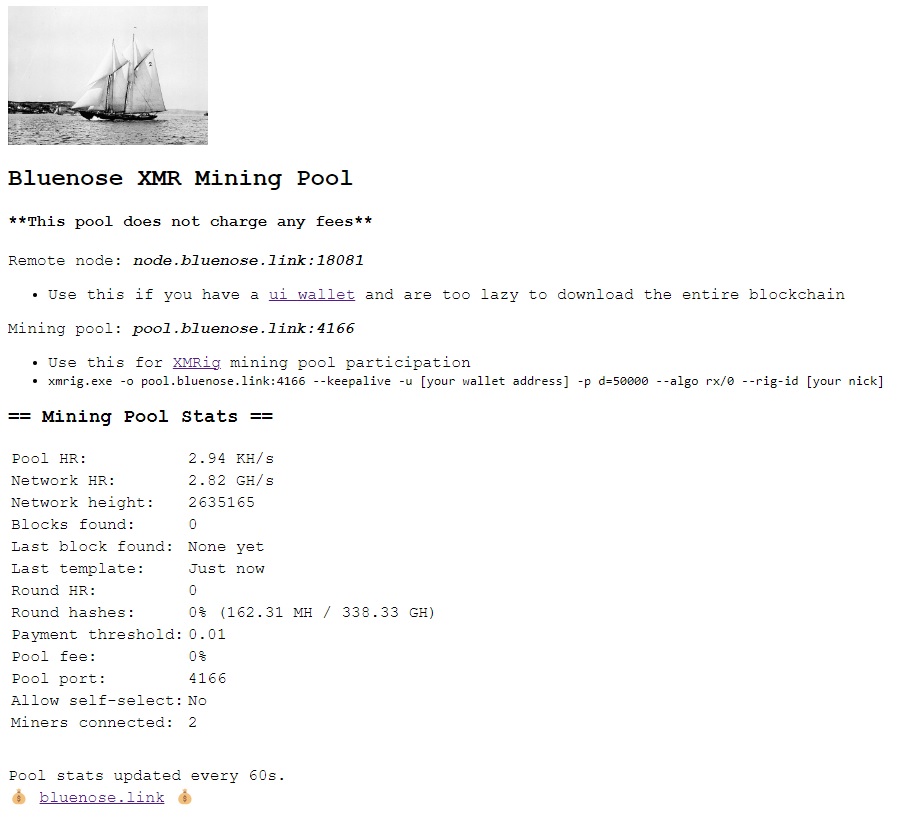 Bluenose XMR Mining Pool
**This pool does not charge any fees**
Remote node: node.bluenose.link:18081
• Use this if you have a ui wallet and are too lazy to download the entire blockchain
Mining pool: pool.bluenose.link:4166
• Use this for XMRig mining pool participation
• xmrig.exe -o pool.bluenose.link:4166 --keepalive -u [your wallet address] -p d=50000 --algo rx/0 --rig-id [your nick]
== Mining Pool Stats ==
Pool HR: 2.94 KH/s
Network HR: 2.82 GH/s
Network height: 2635165
Blocks found: 0
Last block found: None yet
Last template: Just now
Round HR: 0
Round hashes: 0% (162.31 MH / 338.33 GH)
Payment threshold: 0.01
Pool fee: 0%
Pool port: 4166
Allow self-select: No
Miners connected: 2
Pool stats updated every 60s.
💰 bluenose.link 💰